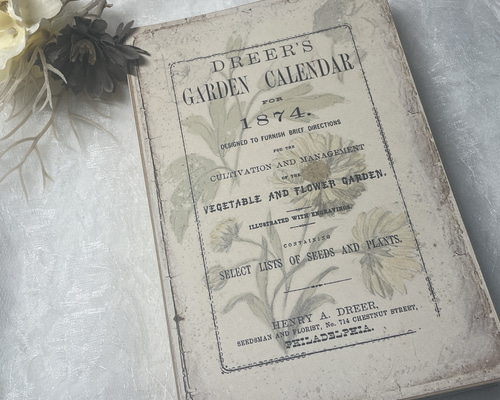 DREER'S
GARDEN CALENDAR
FOR
1874.
DESIGNED TO FURNISH BRIEF DIRECTIONS
FOR THE
CULTIVATION AND MANAGEMENT
OF THE
VEGETABLE AND FLOWER GARDEN.
ILLUSTRATED WITH ENGRAVINGS.
CONTAINING
SELECT LISTS OF SEEDS AND PLANTS.
HENRY A. DREER,
SEEDSMAN AND FLORIST, No. 714 CHESTNUT STREET,
PHILADELPHIA.